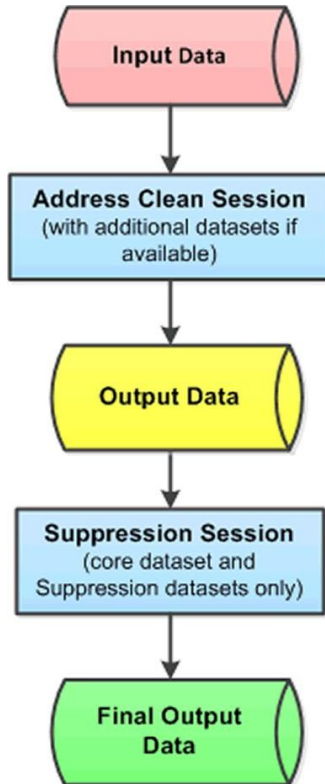 Input Data
Address Clean Session
(with additional datasets if
available)
Output Data
Suppression Session
(core dataset and
Suppression datasets only)
Final Output
Data